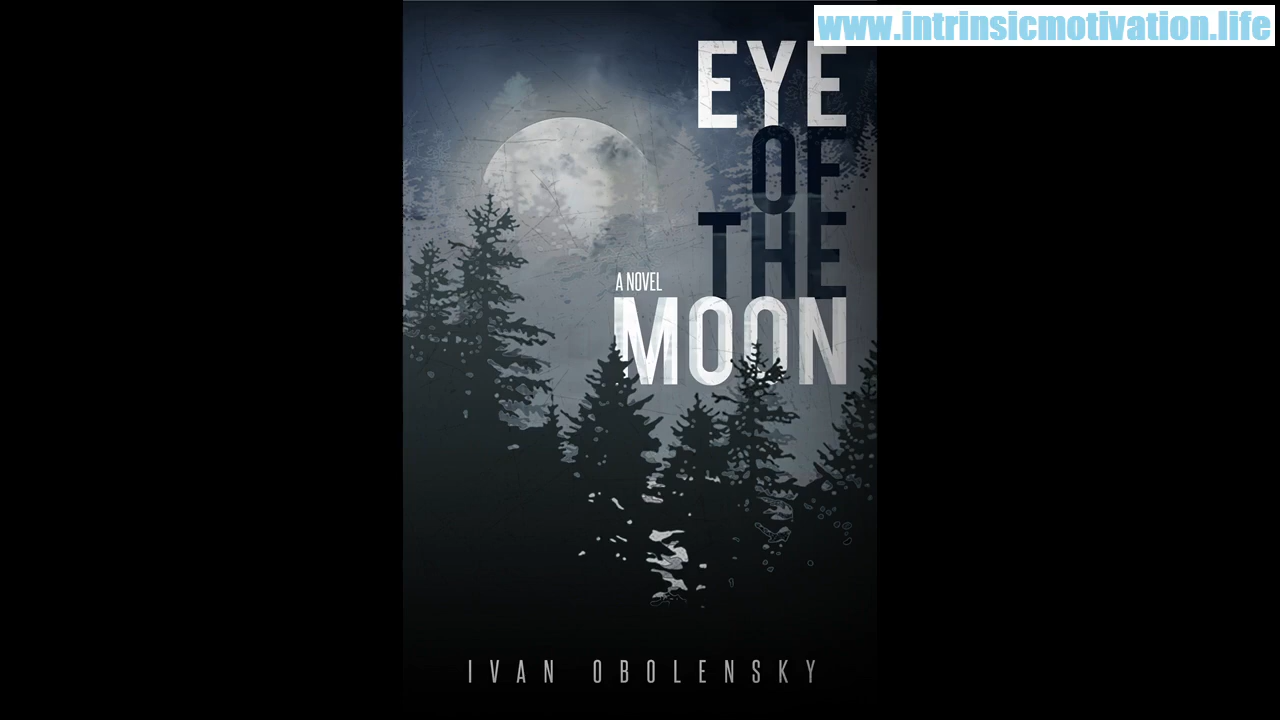 www.intrinsicmotivation.life
EYE
OF
THE
A NOVEL
MOON
IVAN OBOLENSKY